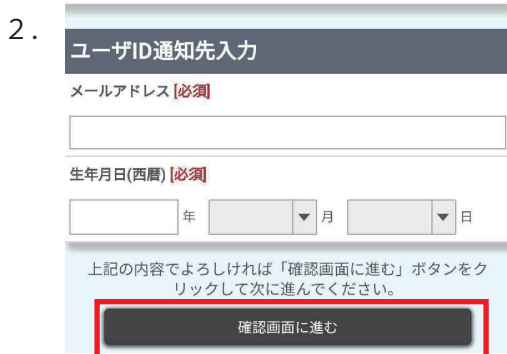 2.
ユーザID通知先入力
メールアドレス [必須]
生年月日(西暦) [必須]
年 月 日
上記の内容でよろしければ「確認画面に進む」ボタンをク
リックして次に進んでください。
確認画面に進む